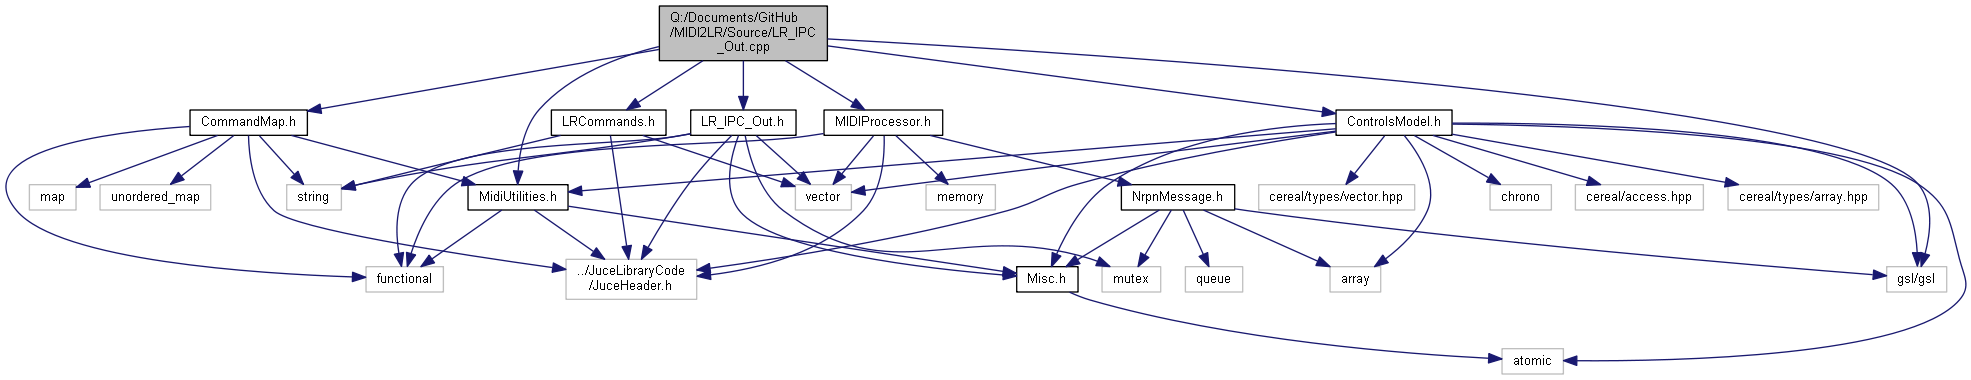 Q:/Documents/GitHub
/MIDI2LR/Source/LR_IPC
_Out.cpp
CommandMap.h
LRCommands.h
LR_IPC_Out.h
MIDIProcessor.h
ControlsModel.h
map
unordered_map
string
MidiUtilities.h
vector
memory
NrpnMessage.h
cereal/types/vector.hpp
chrono
cereal/access.hpp
cereal/types/array.hpp
functional
../JuceLibraryCode
/JuceHeader.h
Misc.h
mutex
queue
array
gsl/gsl
atomic